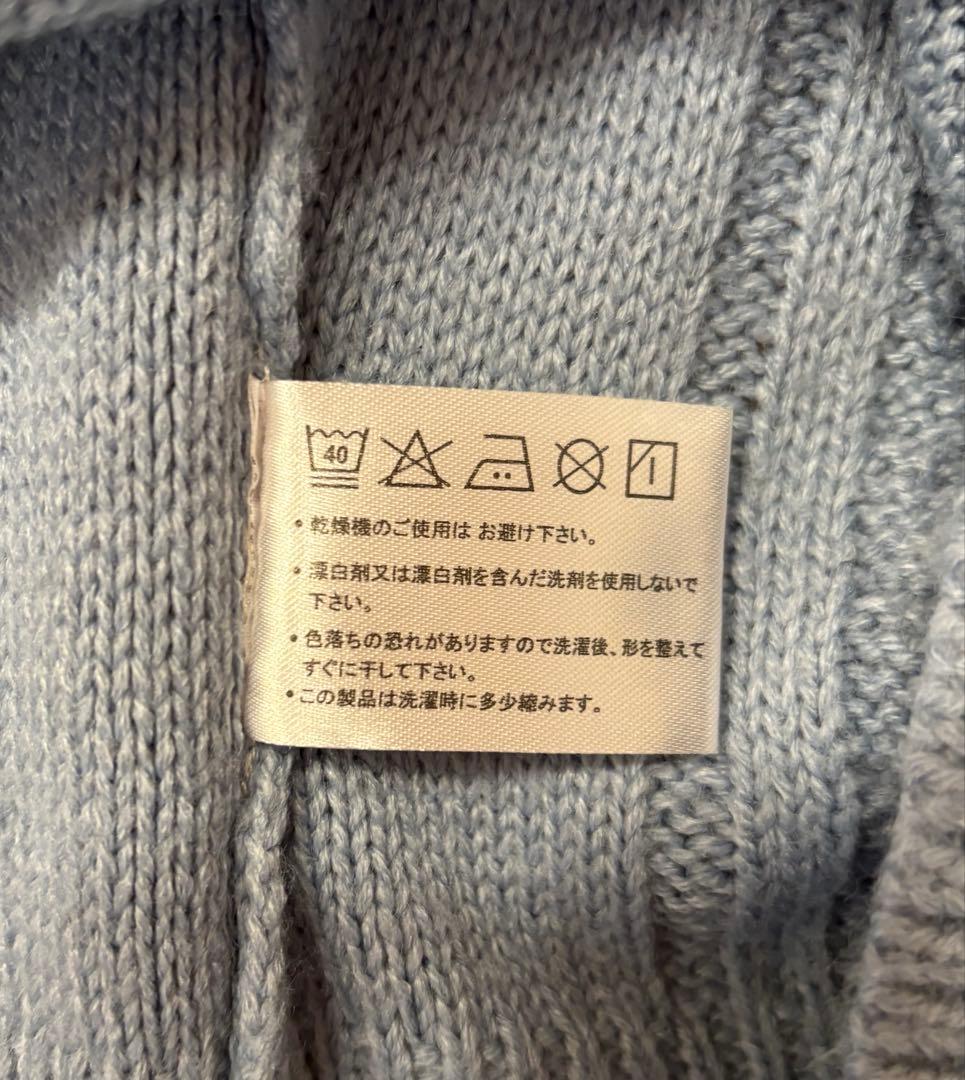 40
• 乾燥機のご使用は お避け下さい。
• 漂白剤又は漂白剤を含んだ洗剤を使用しないで
下さい。
• 色落ちの恐れがありますので洗濯後、形を整えて
すぐに干して下さい。
• この製品は洗濯時に多少縮みます。